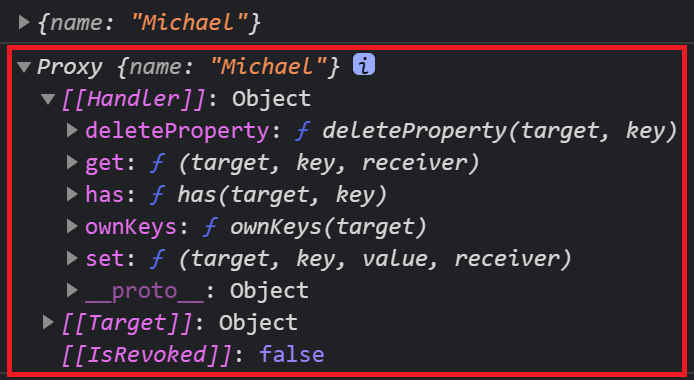 {name: "Michael"}
Proxy {name: "Michael"} i
[[Handler]]: Object
deleteProperty: ƒ deleteProperty(target, key)
get: ƒ (target, key, receiver)
has: ƒ has(target, key)
ownKeys: ƒ ownKeys(target)
set: ƒ (target, key, value, receiver)
__proto__: Object
[[Target]]: Object
[[IsRevoked]]: false